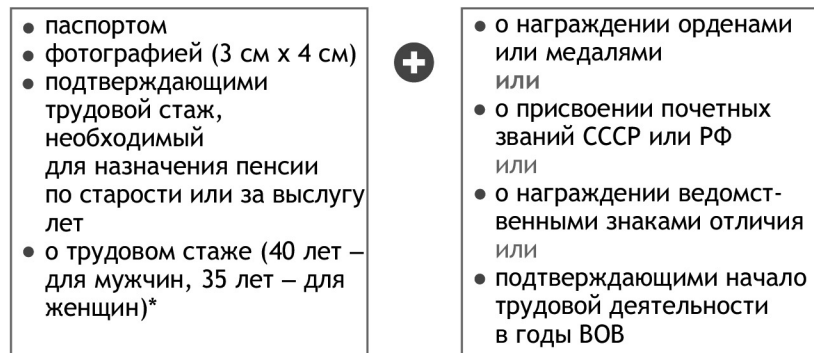 • паспортом
• фотографией (3 см х 4 см)
• подтверждающими
трудовой стаж,
необходимый
для назначения пенсии
по старости или за выслугу
лет
• о трудовом стаже (40 лет –
для мужчин, 35 лет – для
женщин)*
+
• о награждении орденами
или медалями
или
• о присвоении почетных
званий СССР или РФ
или
• о награждении ведомст-
венными знаками отличия
или
• подтверждающими начало
трудовой деятельности
в годы ВОВ